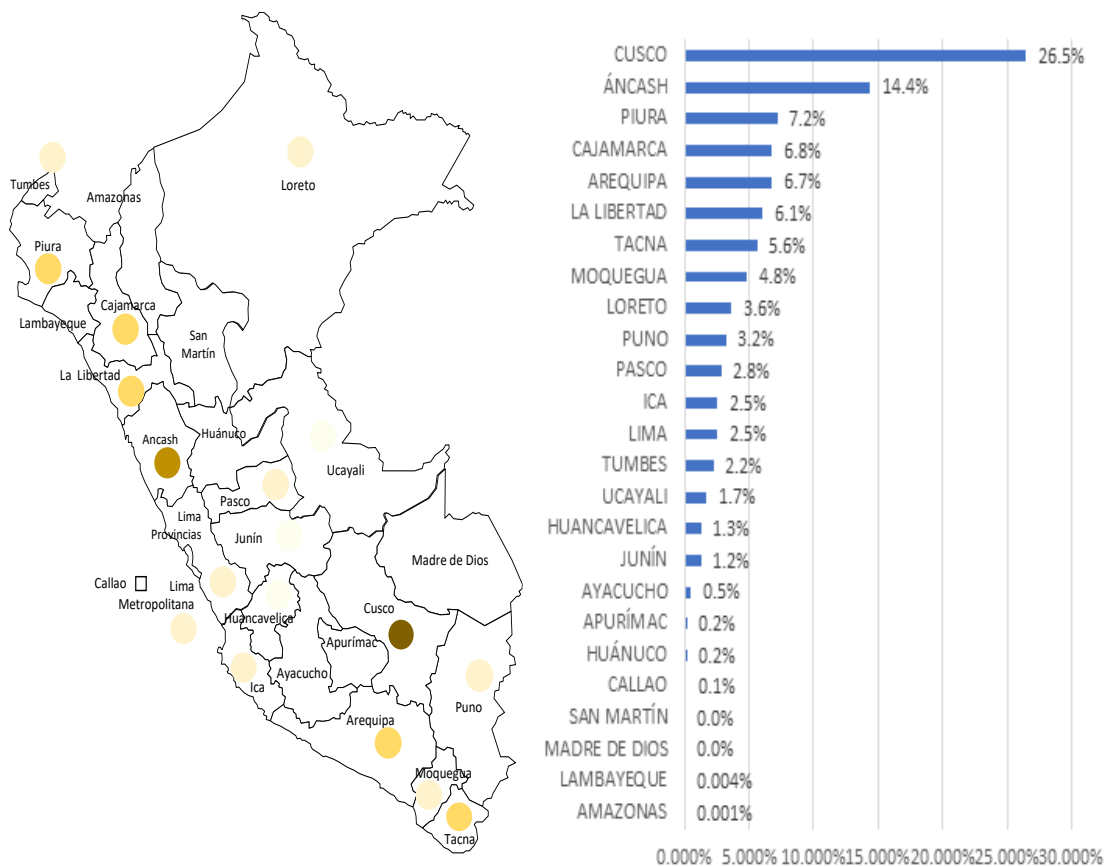 Tumbes
Amazonas
Loreto
Piura
Lambayeque
Cajamarca
San
Martín
La Libertad
Ancash
Huánuco
Ucayali
Pasco
Lima
Provincias
Junín
Madre de Dios
Callao
Lima
Metropolitana
Huancavelica
Cusco
Apurímac
Ayacucho
Ica
Puno
Arequipa
Moquegua
Tacna
CUSCO 26.5%
ÁNCASH 14.4%
PIURA 7.2%
CAJAMARCA 6.8%
AREQUIPA 6.7%
LA LIBERTAD 6.1%
TACNA 5.6%
MOQUEGUA 4.8%
LORETO 3.6%
PUNO 3.2%
PASCO 2.8%
ICA 2.5%
LIMA 2.5%
TUMBES 2.2%
UCAYALI 1.7%
HUANCAVELICA 1.3%
JUNÍN 1.2%
AYACUCHO 0.5%
APURÍMAC 0.2%
HUÁNUCO 0.2%
CALLAO 0.1%
SAN MARTÍN 0.0%
MADRE DE DIOS 0.0%
LAMBAYEQUE 0.004%
AMAZONAS 0.001%
0.000% 5.000% 10.000% 15.000% 20.000% 25.000% 30.000%